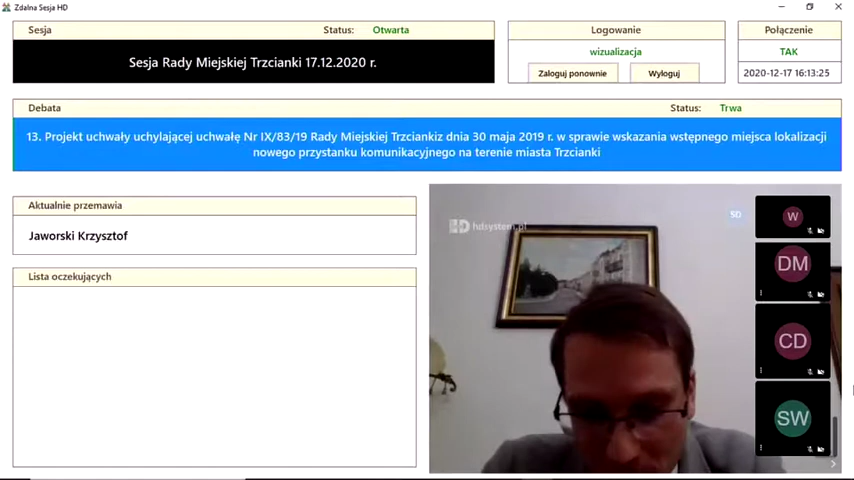 Zdalna Sesja HD
Sesja Status: Otwarta
Sesja Rady Miejskiej Trzcianki 17.12.2020 r.
Logowanie
wizualizacja
Zaloguj ponownie Wyloguj
Połączenie
TAK
2020-12-17 16:13:25
Debata Status: Trwa
13. Projekt uchwały uchylającej uchwałę Nr IX/83/19 Rady Miejskiej Trzciankiz dnia 30 maja 2019 r. w sprawie wskazania wstępnego miejsca lokalizacji
nowego przystanku komunikacyjnego na terenie miasta Trzcianki
Aktualnie przemawia
Jaworski Krzysztof
Lista oczekujących
HD hdsystem.pl
SD
W
DM
CD
SW